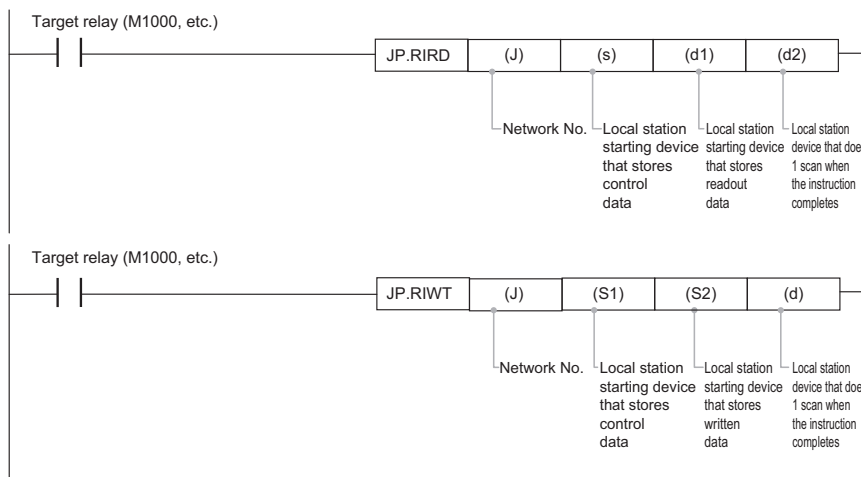 Target relay (M1000, etc.)
JP.RIRD (J) (s) (d1) (d2)
Network No.
Local station
starting device
that stores
control
data
Local station
starting device
that stores
readout
data
Local station
device that doe
1 scan when
the instruction
completes
Target relay (M1000, etc.)
JP.RIWT (J) (S1) (S2) (d)
Network No.
Local station
starting device
that stores
control
data
Local station
starting device
that stores
written
data
Local station
device that doe
1 scan when
the instruction
completes